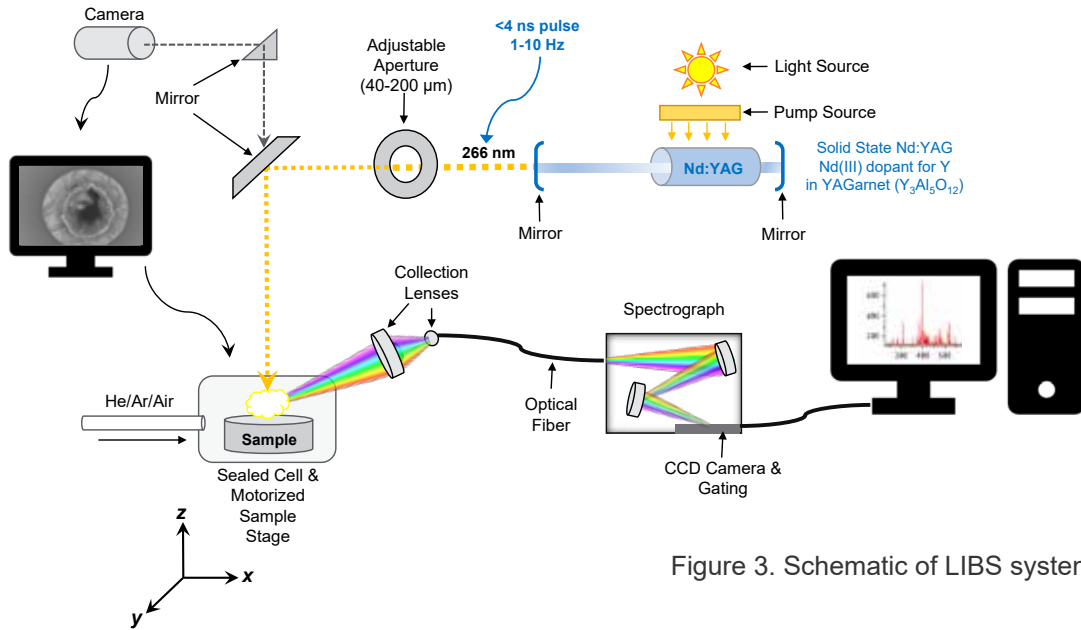 Camera
Mirror
Adjustable
Aperture
(40-200 µm)
<4 ns pulse
1-10 Hz
266 nm
Light Source
Pump Source
Nd:YAG
Solid State Nd:YAG
Nd(III) dopant for Y
in YAGarnet (Y₃Al₅O₁₂)
Mirror
Mirror
Collection
Lenses
Spectrograph
Optical
Fiber
CCD Camera &
Gating
He/Ar/Air
Sample
Sealed Cell &
Motorized
Sample
Stage
z
x
y
Figure 3. Schematic of LIBS system